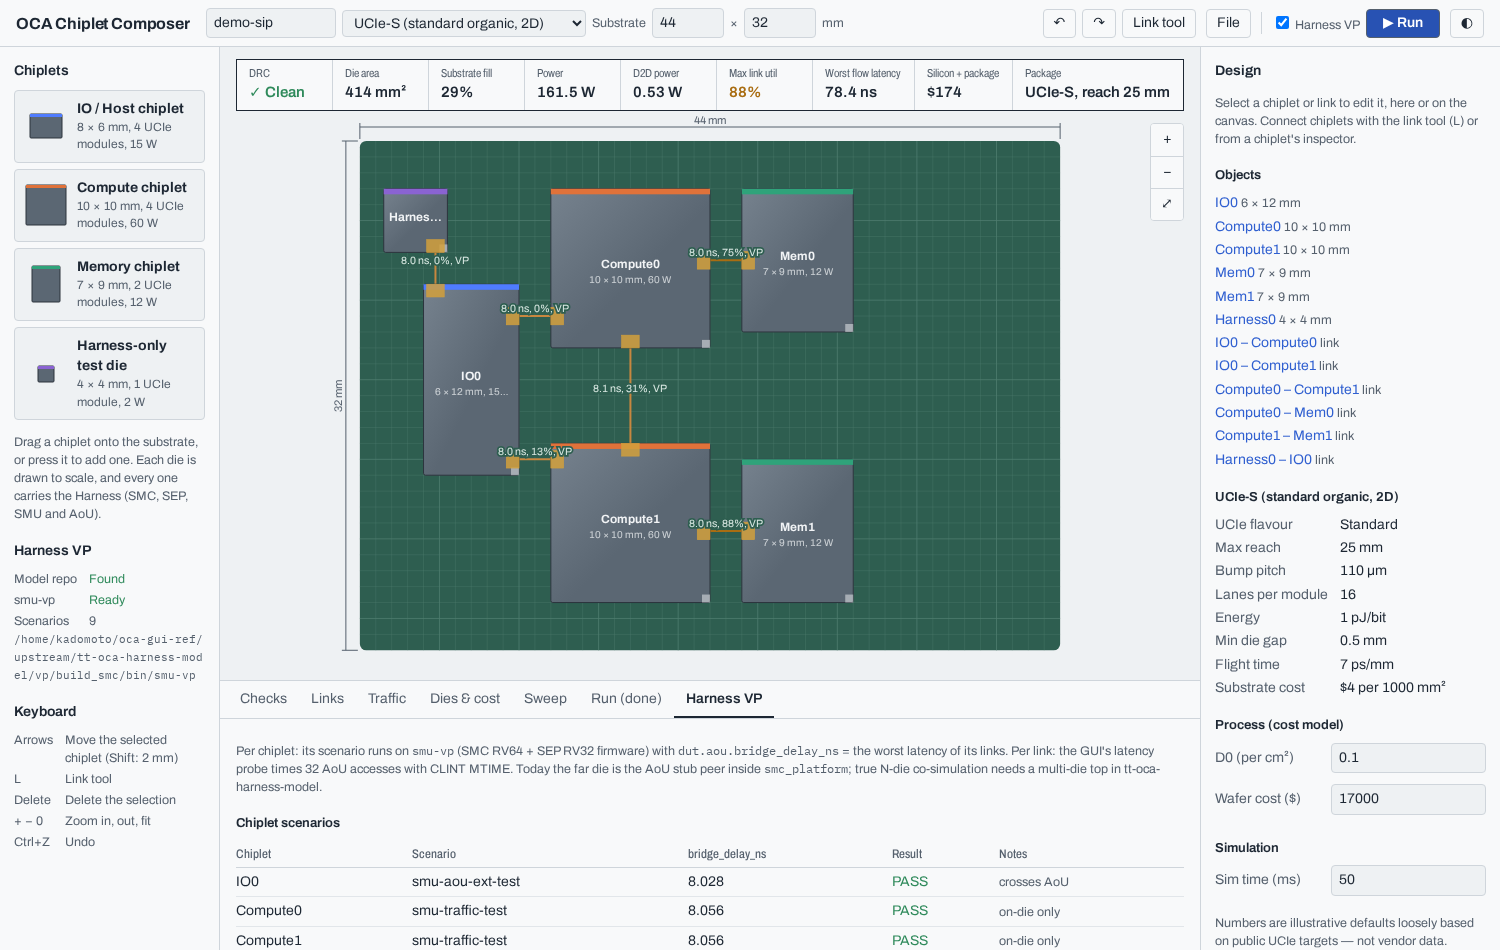 OCA Chiplet Composer
demo-sip
UCIe-S (standard organic, 2D)
Substrate 44 × 32 mm
↶ ↷ Link tool File Harness VP ▶ Run ◐
Chiplets
IO / Host chiplet
8 × 6 mm, 4 UCIe
modules, 15 W
Compute chiplet
10 × 10 mm, 4 UCIe
modules, 60 W
Memory chiplet
7 × 9 mm, 2 UCIe
modules, 12 W
Harness-only
test die
4 × 4 mm, 1 UCIe
module, 2 W
Drag a chiplet onto the substrate,
or press it to add one. Each die is
drawn to scale, and every one
carries the Harness (SMC, SEP,
SMU and AoU).
Harness VP
Model repo Found
smu-vp Ready
Scenarios 9
/home/kadomoto/oca-gui-ref/
upstream/tt-oca-harness-mod
el/vp/build_smc/bin/smu-vp
Keyboard
Arrows Move the selected
chiplet (Shift: 2 mm)
L Link tool
Delete Delete the selection
+ − 0 Zoom in, out, fit
Ctrl+Z Undo
DRC
✓ Clean
Die area
414 mm²
Substrate fill
29%
Power
161.5 W
D2D power
0.53 W
Max link util
88%
Worst flow latency
78.4 ns
Silicon + package
$174
Package
UCIe-S, reach 25 mm
44 mm
32 mm
+
−
⤢
Harnes…
8.0 ns, 0%, VP
8.0 ns, 0%, VP
Compute0
10 × 10 mm, 60 W
8.0 ns, 75%, VP
Mem0
7 × 9 mm, 12 W
IO0
6 × 12 mm, 15…
8.1 ns, 31%, VP
8.0 ns, 13%, VP
Compute1
10 × 10 mm, 60 W
8.0 ns, 88%, VP
Mem1
7 × 9 mm, 12 W
Checks Links Traffic Dies & cost Sweep Run (done) Harness VP
Per chiplet: its scenario runs on smu-vp (SMC RV64 + SEP RV32 firmware) with dut.aou.bridge_delay_ns = the worst latency of its links. Per link: the GUI's latency
probe times 32 AoU accesses with CLINT MTIME. Today the far die is the AoU stub peer inside smc_platform; true N-die co-simulation needs a multi-die top in tt-oca-
harness-model.
Chiplet scenarios
Chiplet Scenario bridge_delay_ns Result Notes
IO0 smu-aou-ext-test 8.028 PASS crosses AoU
Compute0 smu-traffic-test 8.056 PASS on-die only
Compute1 smu-traffic-test 8.056 PASS on-die only
Design
Select a chiplet or link to edit it, here or on the
canvas. Connect chiplets with the link tool (L) or
from a chiplet's inspector.
Objects
IO0 6 × 12 mm
Compute0 10 × 10 mm
Compute1 10 × 10 mm
Mem0 7 × 9 mm
Mem1 7 × 9 mm
Harness0 4 × 4 mm
IO0 – Compute0 link
IO0 – Compute1 link
Compute0 – Compute1 link
Compute0 – Mem0 link
Compute1 – Mem1 link
Harness0 – IO0 link
UCIe-S (standard organic, 2D)
UCIe flavour Standard
Max reach 25 mm
Bump pitch 110 µm
Lanes per module 16
Energy 1 pJ/bit
Min die gap 0.5 mm
Flight time 7 ps/mm
Substrate cost $4 per 1000 mm²
Process (cost model)
D0 (per cm²) 0.1
Wafer cost ($) 17000
Simulation
Sim time (ms) 50
Numbers are illustrative defaults loosely based
on public UCIe targets — not vendor data.